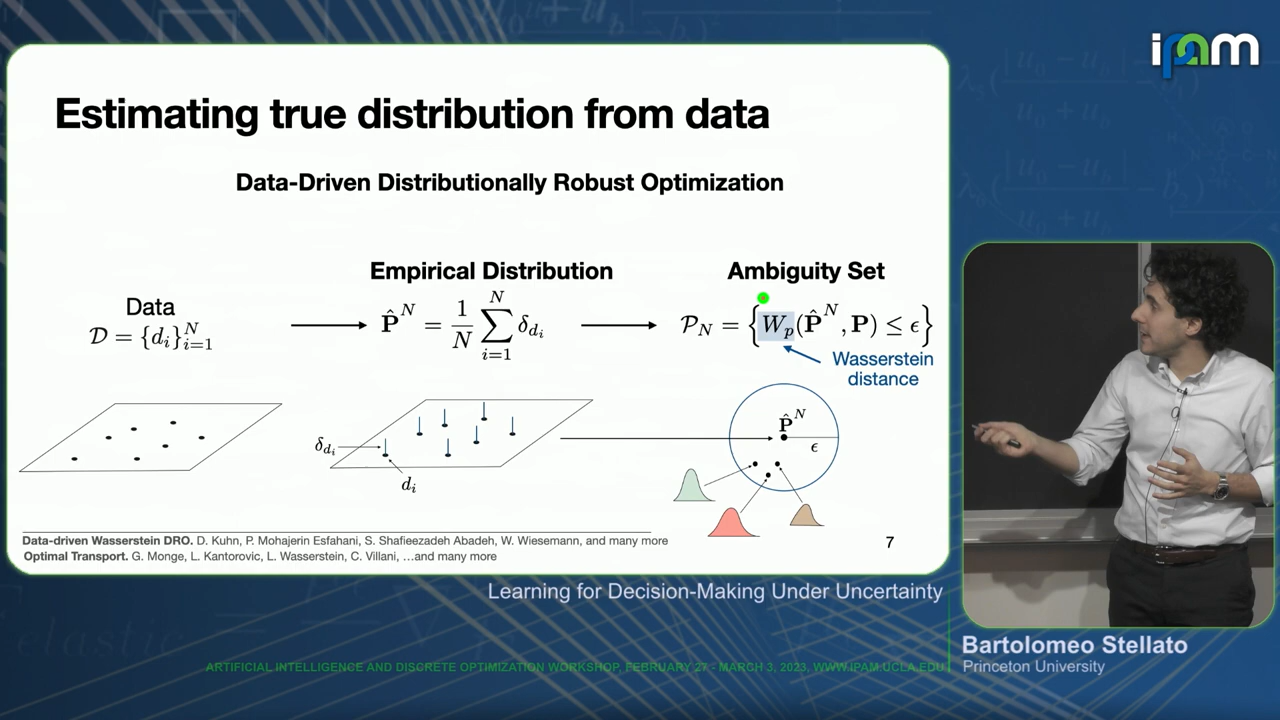 ipam
Estimating true distribution from data
Data-Driven Distributionally Robust Optimization
Data
𝒟 = {d_i}_{i=1}^N
Empirical Distribution
P̂^N = 1/N ∑_{i=1}^N δ_{d_i}
Ambiguity Set
𝒫_N = {W_p(P̂^N, P) ≤ ϵ}
Wasserstein
distance
δ_{d_i}
d_i
P̂^N
ϵ
Data-driven Wasserstein DRO. D. Kuhn, P. Mohajerin Esfahani, S. Shafieezadeh Abadeh, W. Wiesemann, and many more
Optimal Transport. G. Monge, L. Kantorovic, L. Wasserstein, C. Villani, …and many more
7
Learning for Decision-Making Under Uncertainty
Bartolomeo Stellato
Princeton University
ARTIFICIAL INTELLIGENCE AND DISCRETE OPTIMIZATION WORKSHOP, FEBRUARY 27 - MARCH 3, 2023, WWW.IPAM.UCLA.EDU
elastic